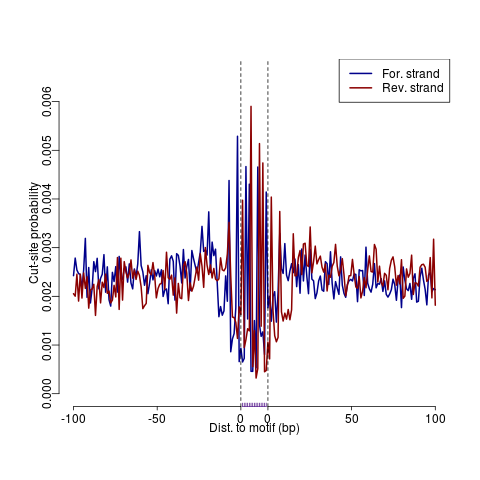 For. strand
Rev. strand
Cut-site probability
0.006
0.005
0.004
0.003
0.002
0.001
0.000
-100 -50 0 0 50 100
Dist. to motif (bp)